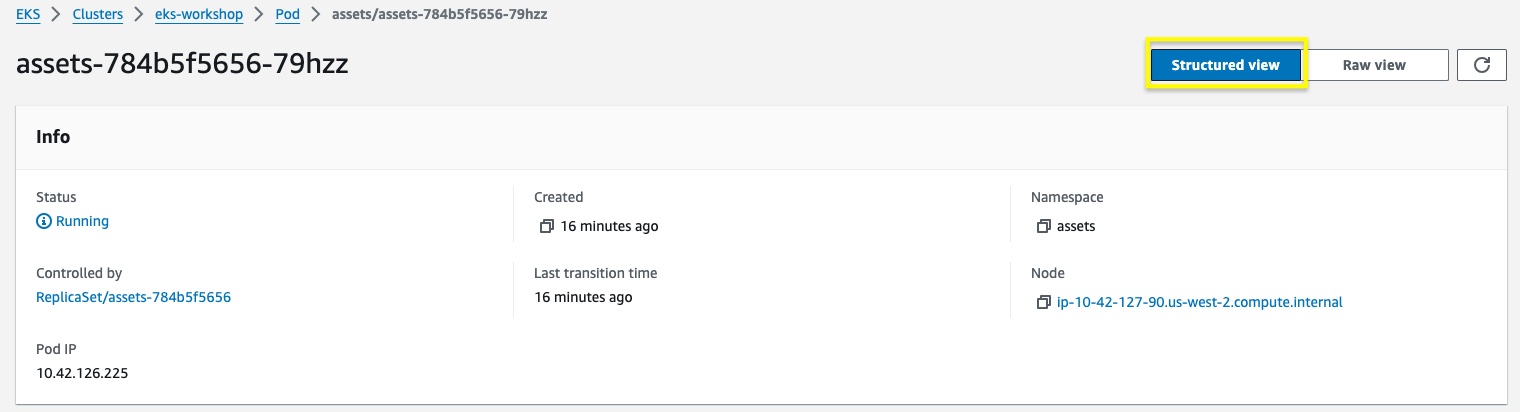 EKS > Clusters > eks-workshop > Pod > assets/assets-784b5f5656-79hzz
assets-784b5f5656-79hzz
Structured view Raw view
Info
Status Created Namespace
Running 16 minutes ago assets
Controlled by Last transition time Node
ReplicaSet/assets-784b5f5656 16 minutes ago ip-10-42-127-90.us-west-2.compute.internal
Pod IP
10.42.126.225